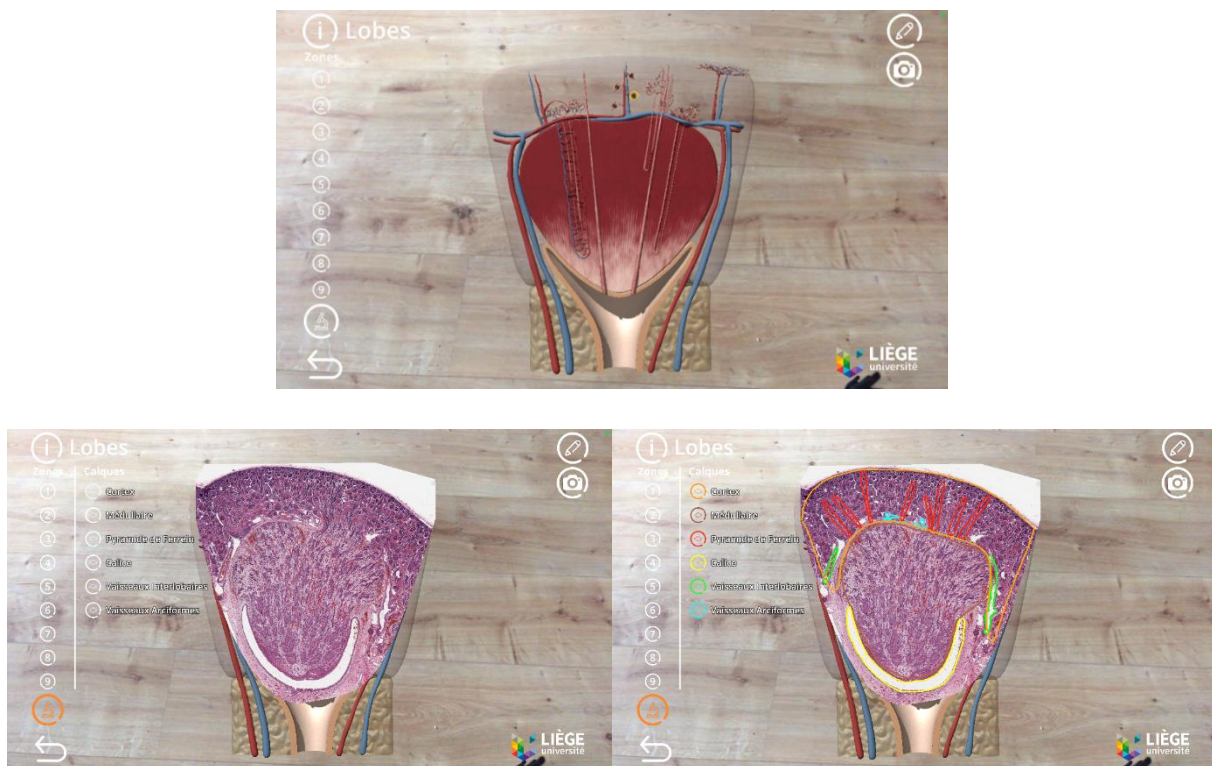 i Lobes
Zones
1
2
3
4
5
6
7
8
9
LIÈGE
université
i Lobes
Zones Calques
1 Cortex
2 Médullaire
3 Pyramide de Ferrein
4 Calice
5 Vaisseaux Interlobaires
6 Vaisseaux Arciformes
7
8
9
LIÈGE
université
i Lobes
Zones Calques
1 Cortex
2 Médullaire
3 Pyramide de Ferrein
4 Calice
5 Vaisseaux Interlobaires
6 Vaisseaux Arciformes
7
8
9
LIÈGE
université